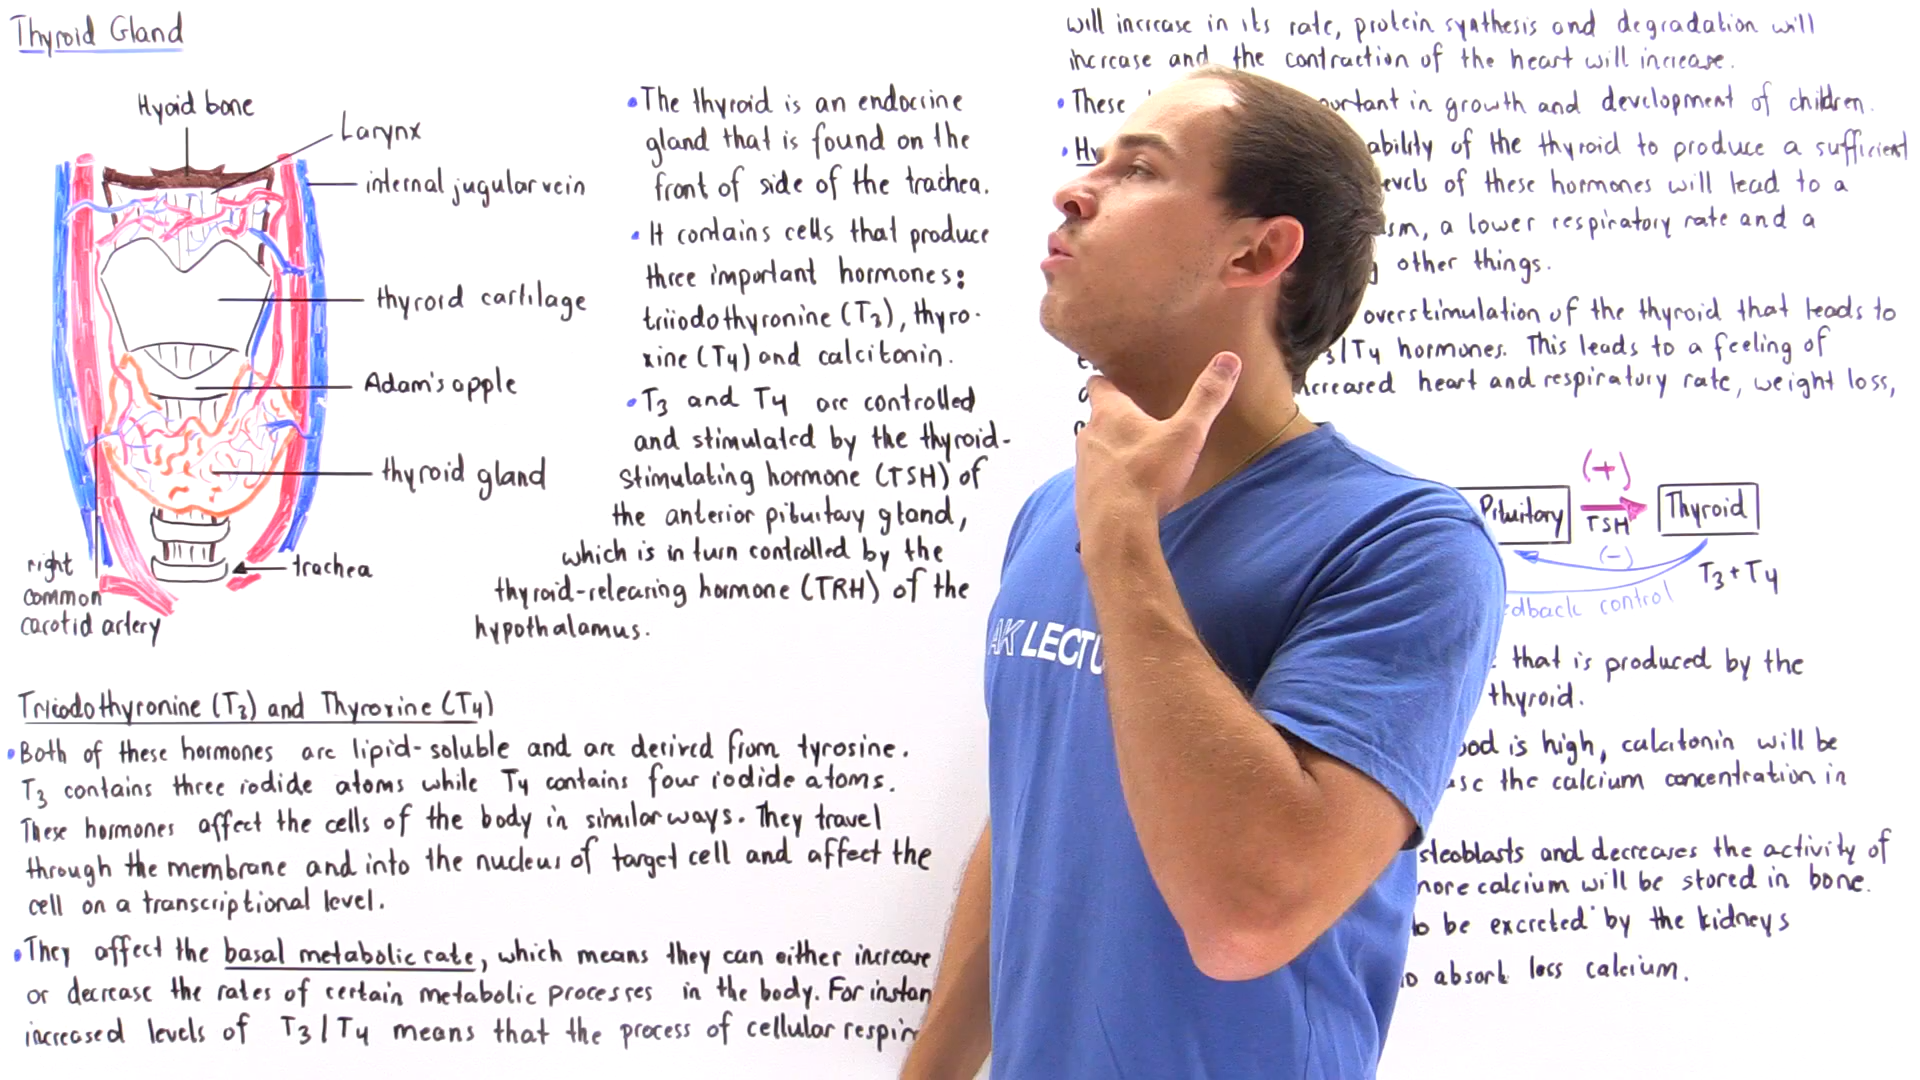 Thyroid Gland
Hyoid bone
Larynx
internal jugular vein
thyroid cartilage
Adam's apple
thyroid gland
trachea
right
common
carotid artery
• The thyroid is an endocrine
gland that is found on the
front of side of the trachea.
• It contains cells that produce
three important hormones:
triiodothyronine (T3), thyro-
xine (T4) and calcitonin.
• T3 and T4 are controlled
and stimulated by the thyroid-
stimulating hormone (TSH) of
the anterior pituitary gland,
which is in turn controlled by the
thyroid-releasing hormone (TRH) of the
hypothalamus.
Triiodothyronine (T3) and Thyroxine (T4)
• Both of these hormones are lipid-soluble and are derived from tyrosine.
T3 contains three iodide atoms while T4 contains four iodide atoms.
These hormones affect the cells of the body in similar ways. They travel
through the membrane and into the nucleus of target cell and affect the
cell on a transcriptional level.
• They affect the basal metabolic rate, which means they can either increase
or decrease the rates of certain metabolic processes in the body. For instan
increased levels of T3/T4 means that the process of cellular respir
will increase in its rate, protein synthesis and degradation will
increase and the contraction of the heart will increase.
• These important in growth and development of children.
• Hy ability of the thyroid to produce a sufficient
evels of these hormones will lead to a
ism, a lower respiratory rate and a
g other things.
overstimulation of the thyroid that leads to
T3/T4 hormones. This leads to a feeling of
ncreased heart and respiratory rate, weight loss,
Pituitary
(+)
TSH
(-)
Thyroid
T3 + T4
edback control
that is produced by the
thyroid.
ood is high, calcitonin will be
ase the calcium concentration in
steoblasts and decreases the activity of
more calcium will be stored in bone.
to be excreted by the kidneys
to absorb less calcium.
AK LECTU